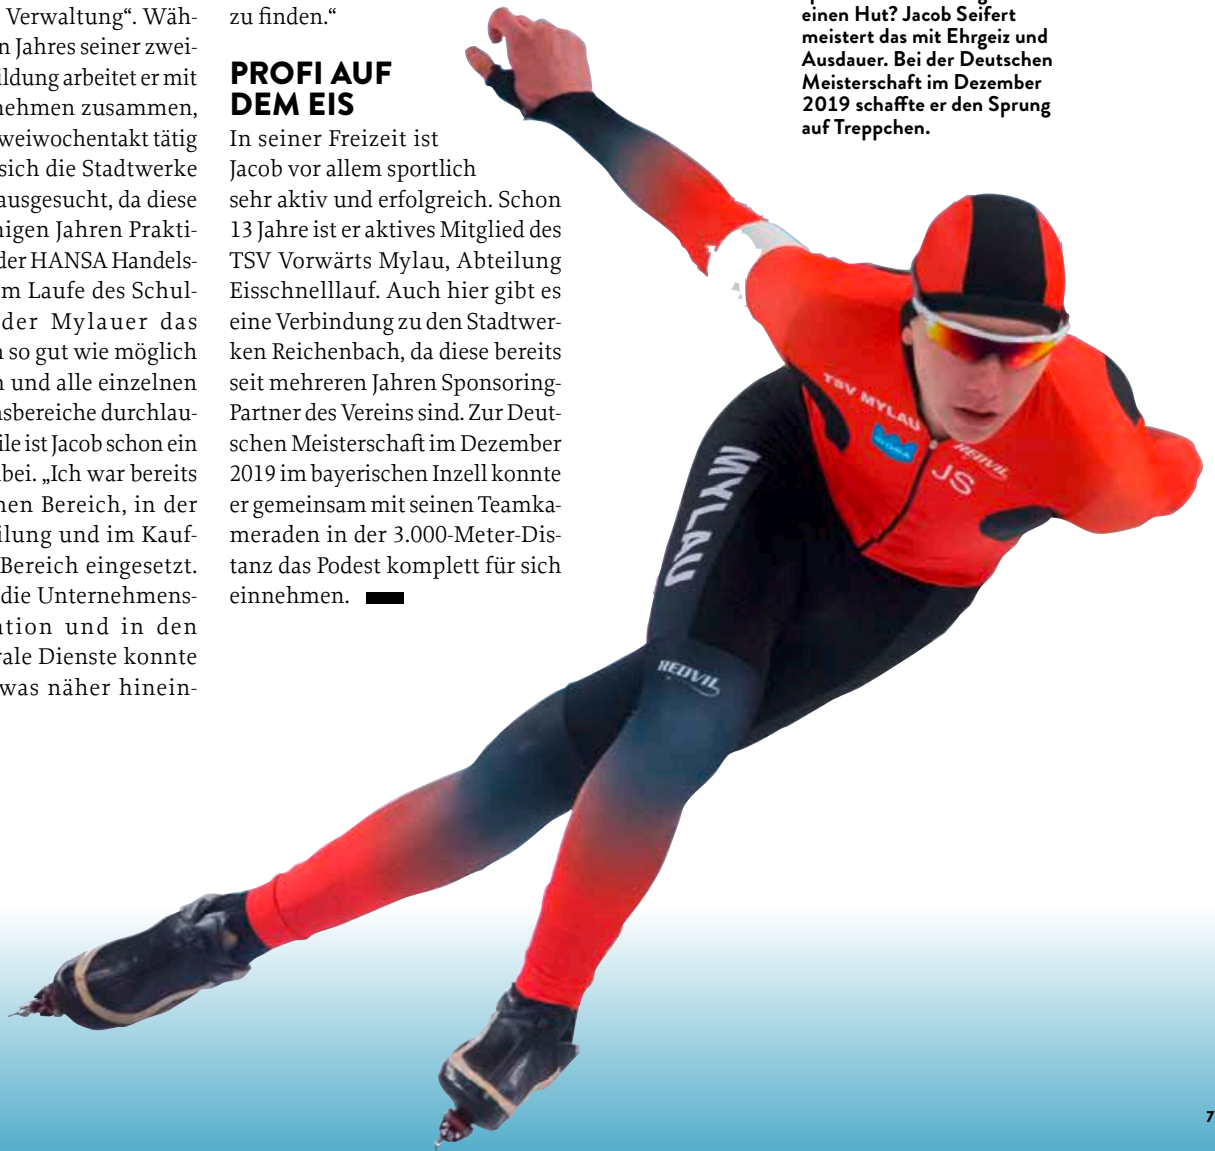 Verwaltung“. Wäh-
n Jahres seiner zwei-
ildung arbeitet er mit
nehmen zusammen,
weiwochentakt tätig
sich die Stadtwerke
ausgesucht, da diese
nigen Jahren Prakti-
der HANSA Handels-
m Laufe des Schul-
der Mylauer das
n so gut wie möglich
n und alle einzelnen
nsbereiche durchlau-
ile ist Jacob schon ein
bei. „Ich war bereits
hen Bereich, in der
ilung und im Kauf-
Bereich eingesetzt.
die Unternehmens-
ation und in den
rale Dienste konnte
was näher hinein-
zu finden.“
PROFI AUF
DEM EIS
In seiner Freizeit ist
Jacob vor allem sportlich
sehr aktiv und erfolgreich. Schon
13 Jahre ist er aktives Mitglied des
TSV Vorwärts Mylau, Abteilung
Eisschnelllauf. Auch hier gibt es
eine Verbindung zu den Stadtwer-
ken Reichenbach, da diese bereits
seit mehreren Jahren Sponsoring-
Partner des Vereins sind. Zur Deut-
schen Meisterschaft im Dezember
2019 im bayerischen Inzell konnte
er gemeinsam mit seinen Teamka-
meraden in der 3.000-Meter-Dis-
tanz das Podest komplett für sich
einnehmen.
einen Hut? Jacob Seifert
meistert das mit Ehrgeiz und
Ausdauer. Bei der Deutschen
Meisterschaft im Dezember
2019 schaffte er den Sprung
auf Treppchen.
TSV MYLAU
REDVIL
JS
MYLAU
REDVIL
7